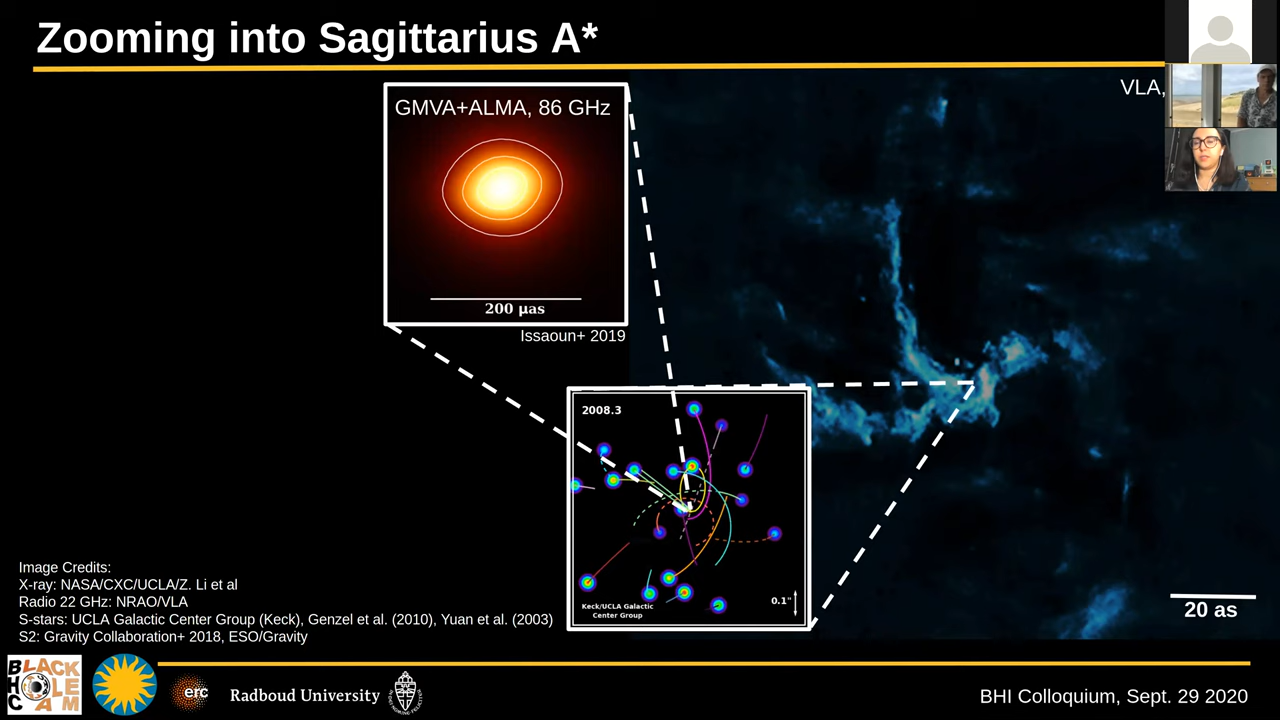 Zooming into Sagittarius A*
VLA,
GMVA+ALMA, 86 GHz
200 µas
Issaoun+ 2019
2008.3
Keck/UCLA Galactic
Center Group
0.1"
20 as
Image Credits:
X-ray: NASA/CXC/UCLA/Z. Li et al
Radio 22 GHz: NRAO/VLA
S-stars: UCLA Galactic Center Group (Keck), Genzel et al. (2010), Yuan et al. (2003)
S2: Gravity Collaboration+ 2018, ESO/Gravity
BLACK
HOLE
CAM
erc
Radboud University
BHI Colloquium, Sept. 29 2020